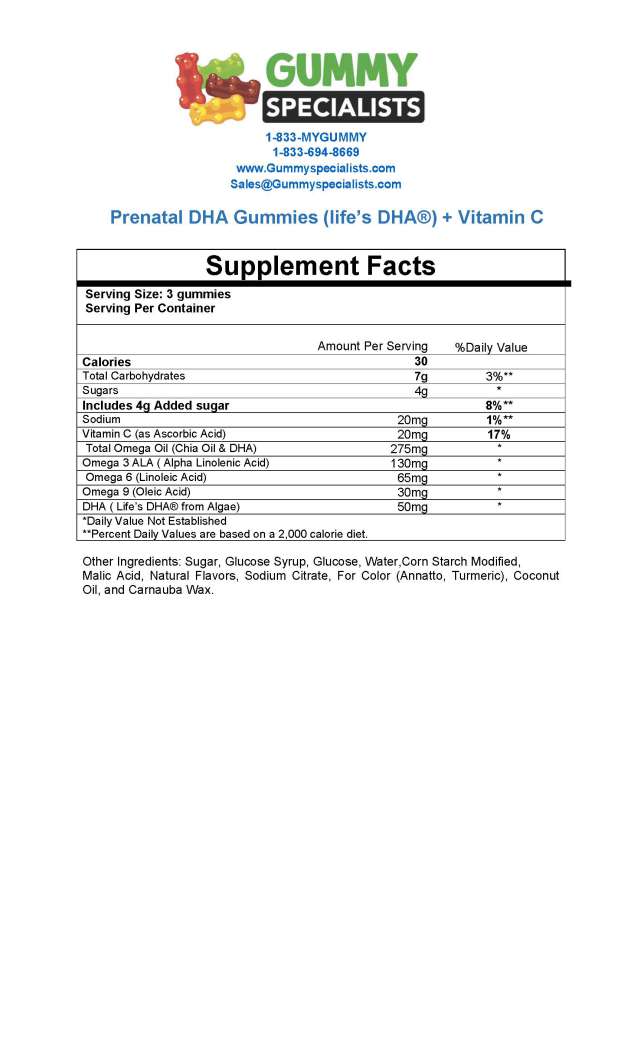 GUMMY
SPECIALISTS
1-833-MYGUMMY
1-833-694-8669
www.Gummyspecialists.com
Sales@Gummyspecialists.com
Prenatal DHA Gummies (life's DHA®) + Vitamin C
Supplement Facts
Serving Size: 3 gummies
Serving Per Container
Amount Per Serving %Daily Value
Calories 30
Total Carbohydrates 7g 3%**
Sugars 4g *
Includes 4g Added sugar 8%**
Sodium 20mg 1%**
Vitamin C (as Ascorbic Acid) 20mg 17%
Total Omega Oil (Chia Oil & DHA) 275mg *
Omega 3 ALA ( Alpha Linolenic Acid) 130mg *
Omega 6 (Linoleic Acid) 65mg *
Omega 9 (Oleic Acid) 30mg *
DHA ( Life's DHA® from Algae) 50mg *
*Daily Value Not Established
**Percent Daily Values are based on a 2,000 calorie diet.
Other Ingredients: Sugar, Glucose Syrup, Glucose, Water,Corn Starch Modified,
Malic Acid, Natural Flavors, Sodium Citrate, For Color (Annatto, Turmeric), Coconut
Oil, and Carnauba Wax.